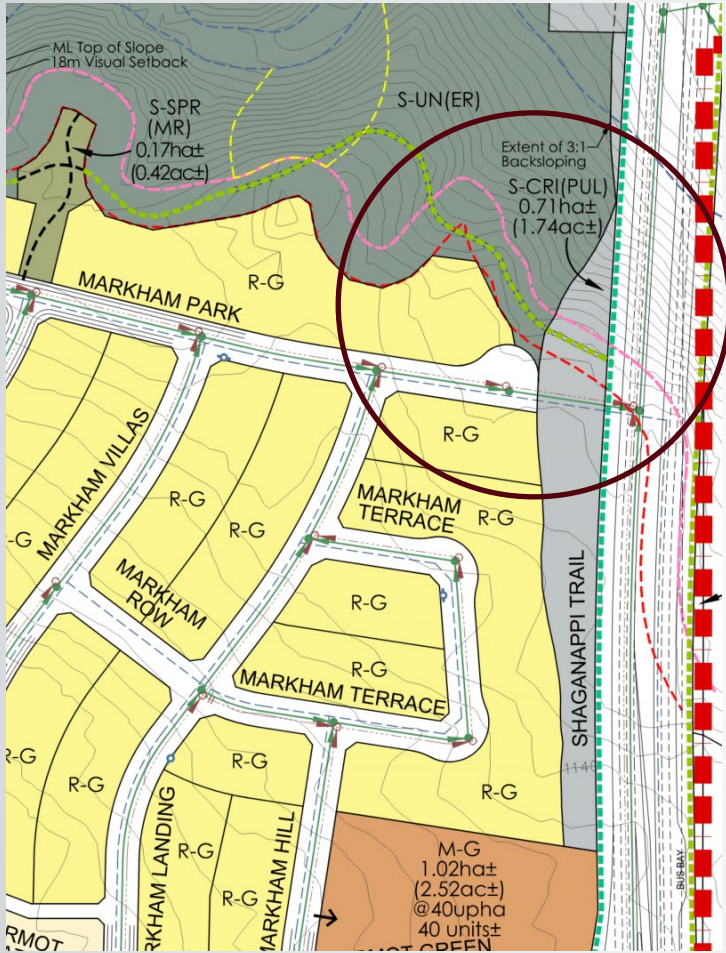 ML Top of Slope
18m Visual Setback
S-SPR
(MR)
0.17ha±
(0.42ac±)
S-UN(ER)
Extent of 3:1
Backsloping
S-CRI(PUL)
0.71ha±
(1.74ac±)
R-G
MARKHAM PARK
R-G
MARKHAM VILLAS
R-G
R-G
MARKHAM
TERRACE
R-G
-G
MARKHAM
ROW
R-G
R-G
MARKHAM TERRACE
SHAGANAPPI TRAIL
R-G
R-G
R-G
R-G
1140
MARKHAM LANDING
R-G
R-G
MARKHAM HILL
M-G
1.02ha±
(2.52ac±)
@40upha
40 units±
BUS BAY